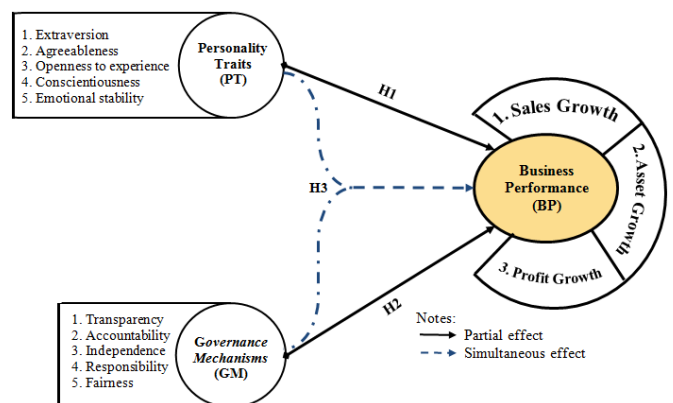 1. Extraversion
2. Agreeableness
3. Openness to experience
4. Conscientiousness
5. Emotional stability
Personality
Traits
(PT)
H1
1. Sales Growth
2. Asset Growth
3. Profit Growth
Business
Performance
(BP)
H3
H2
1. Transparency
2. Accountability
3. Independence
4. Responsibility
5. Fairness
Governance
Mechanisms
(GM)
Notes:
Partial effect
Simultaneous effect